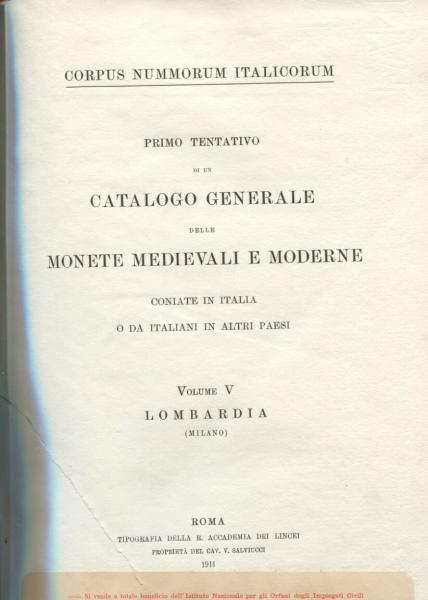 CORPUS NUMMORUM ITALICORUM
PRIMO TENTATIVO
DI UN
CATALOGO GENERALE
DELLE
MONETE MEDIEVALI E MODERNE
CONIATE IN ITALIA
O DA ITALIANI IN ALTRI PAESI
VOLUME V
LOMBARDIA
(MILANO)
ROMA
TIPOGRAFIA DELLA R. ACCADEMIA DEI LINCEI
PROPRIETÀ DEL CAV. V. SALVIUCCI
1914
Si vende a totale beneficio dell'Istituto Nazionale per gli Orfani degli Impiegati Civili